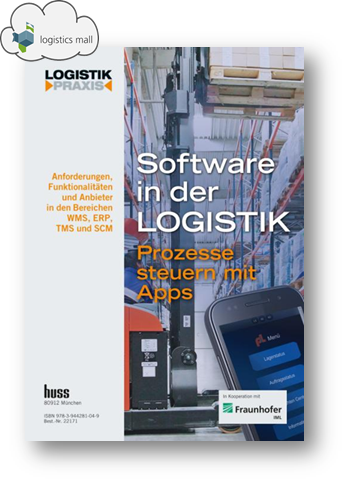 logistics mall
LOGISTIK
PRAXIS
Software
in der
LOGISTIK
Prozesse
steuern mit
Apps
Anforderungen,
Funktionalitäten
und Anbieter
in den Bereichen
WMS, ERP,
TMS und SCM
Menü
Lagerstatus
Auftragsstatus
huss
80912 München
ISBN 978-3-944281-04-9
Best.-Nr. 22171
In Kooperation mit
Fraunhofer
IML